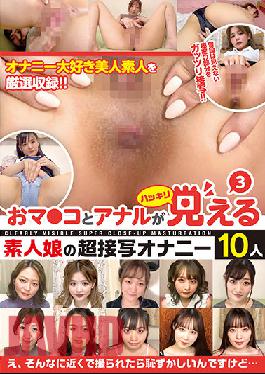 オナニー大好き美人素人を
厳選収録!!
おマ●コとアナルがハッキリ見える 3
CLEARLY VISIBLE SUPER CLOSE-UP MASTURBATION
素人娘の超接写オナニー 10人
え、そんなに近くで撮られたら恥ずかしいんですけど…